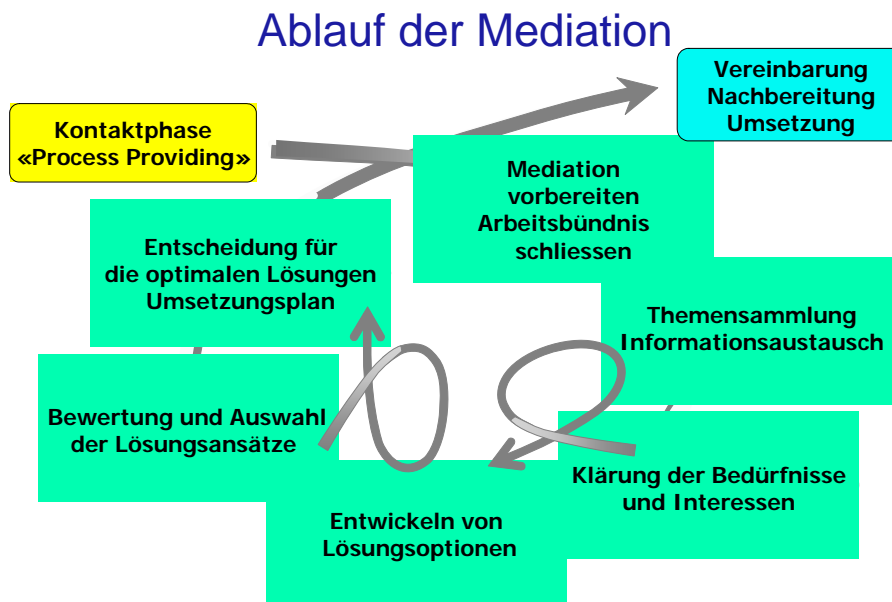 Ablauf der Mediation
Kontaktphase
«Process Providing»
Mediation
vorbereiten
Arbeitsbündnis
schliessen
Themensammlung
Informationsaustausch
Klärung der Bedürfnisse
und Interessen
Entwickeln von
Lösungsoptionen
Bewertung und Auswahl
der Lösungsansätze
Entscheidung für
die optimalen Lösungen
Umsetzungsplan
Vereinbarung
Nachbereitung
Umsetzung